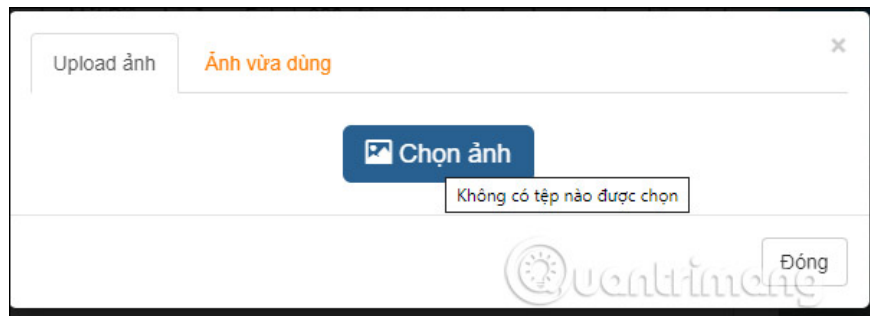 Upload ảnh
Ảnh vừa dùng
×
Chọn ảnh
Không có tệp nào được chọn
Đóng
Quantrimang